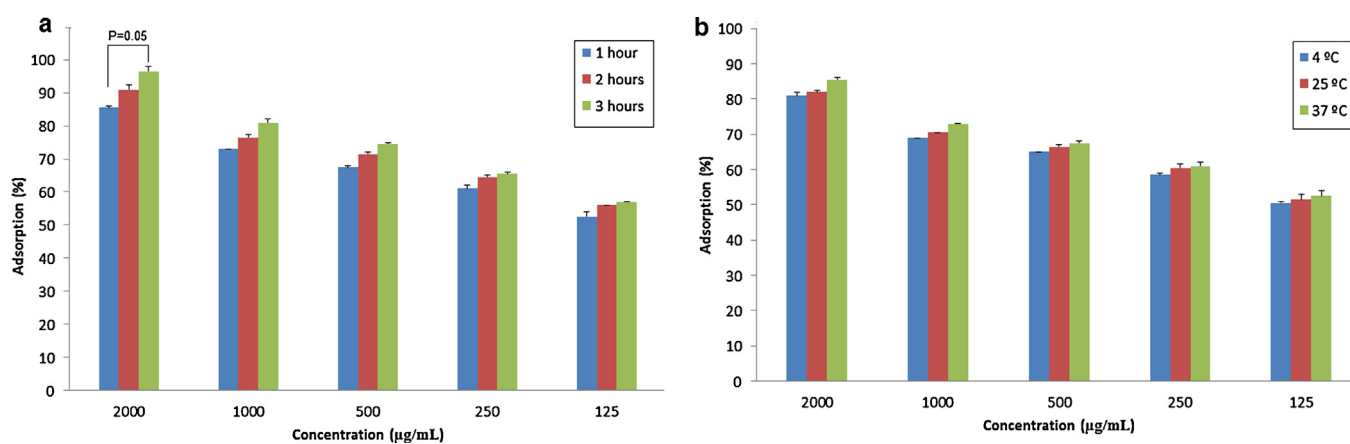 a
P=0.05
1 hour
2 hours
3 hours
Adsorption (%)
100
90
80
70
60
50
40
30
20
10
0
2000 1000 500 250 125
Concentration (µg/mL)
b
4 ºC
25 ºC
37 ºC
Adsorption (%)
100
90
80
70
60
50
40
30
20
10
0
2000 1000 500 250 125
Concentration (µg/mL)